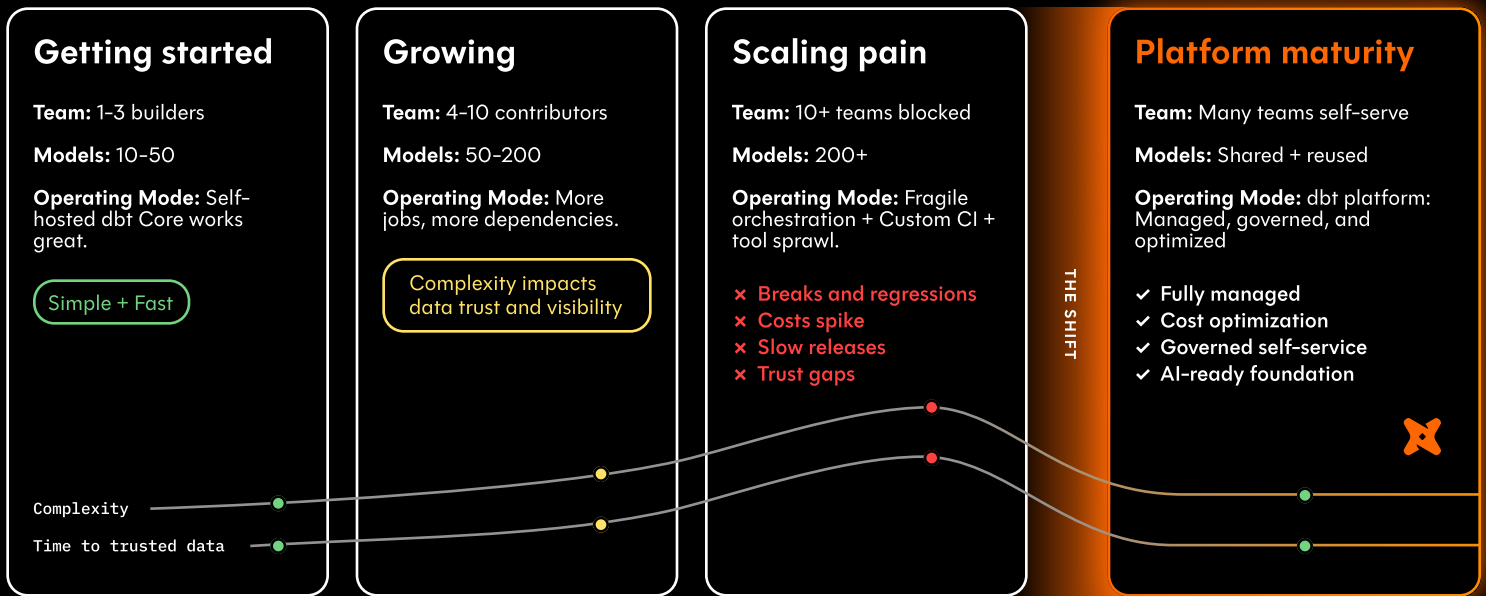 Getting started
Team: 1-3 builders
Models: 10-50
Operating Mode: Self-
hosted dbt Core works
great.
Simple + Fast
Growing
Team: 4-10 contributors
Models: 50-200
Operating Mode: More
jobs, more dependencies.
Complexity impacts
data trust and visibility
Scaling pain
Team: 10+ teams blocked
Models: 200+
Operating Mode: Fragile
orchestration + Custom CI +
tool sprawl.
× Breaks and regressions
× Costs spike
× Slow releases
× Trust gaps
THE SHIFT
Platform maturity
Team: Many teams self-serve
Models: Shared + reused
Operating Mode: dbt platform:
Managed, governed, and
optimized
✓ Fully managed
✓ Cost optimization
✓ Governed self-service
✓ AI-ready foundation
Complexity
Time to trusted data